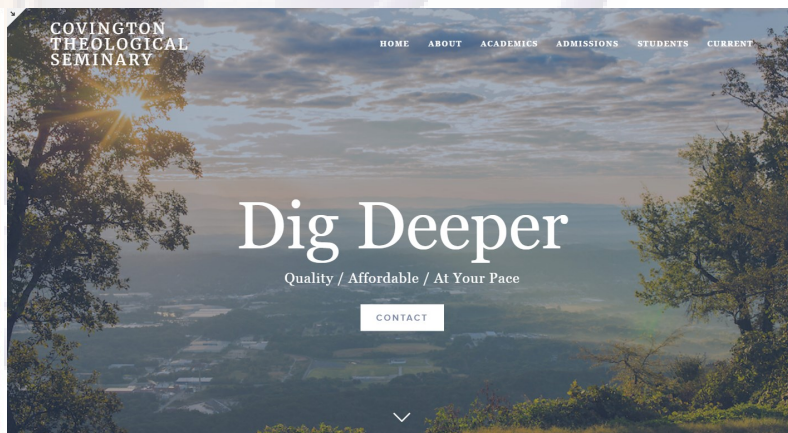 COVINGTON
THEOLOGICAL
SEMINARY
HOME ABOUT ACADEMICS ADMISSIONS STUDENTS CURRENT
Dig Deeper
Quality / Affordable / At Your Pace
CONTACT